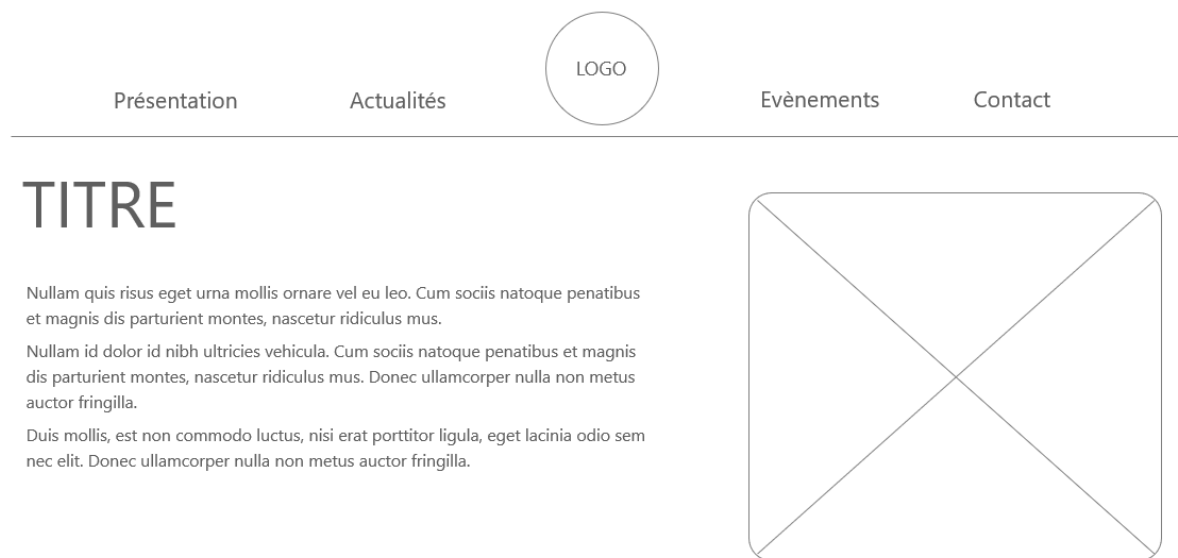 LOGO
Présentation
Actualités
Evènements
Contact
TITRE
Nullam quis risus eget urna mollis ornare vel eu leo. Cum sociis natoque penatibus
et magnis dis parturient montes, nascetur ridiculus mus.
Nullam id dolor id nibh ultricies vehicula. Cum sociis natoque penatibus et magnis
dis parturient montes, nascetur ridiculus mus. Donec ullamcorper nulla non metus
auctor fringilla.
Duis mollis, est non commodo luctus, nisi erat porttitor ligula, eget lacinia odio sem
nec elit. Donec ullamcorper nulla non metus auctor fringilla.